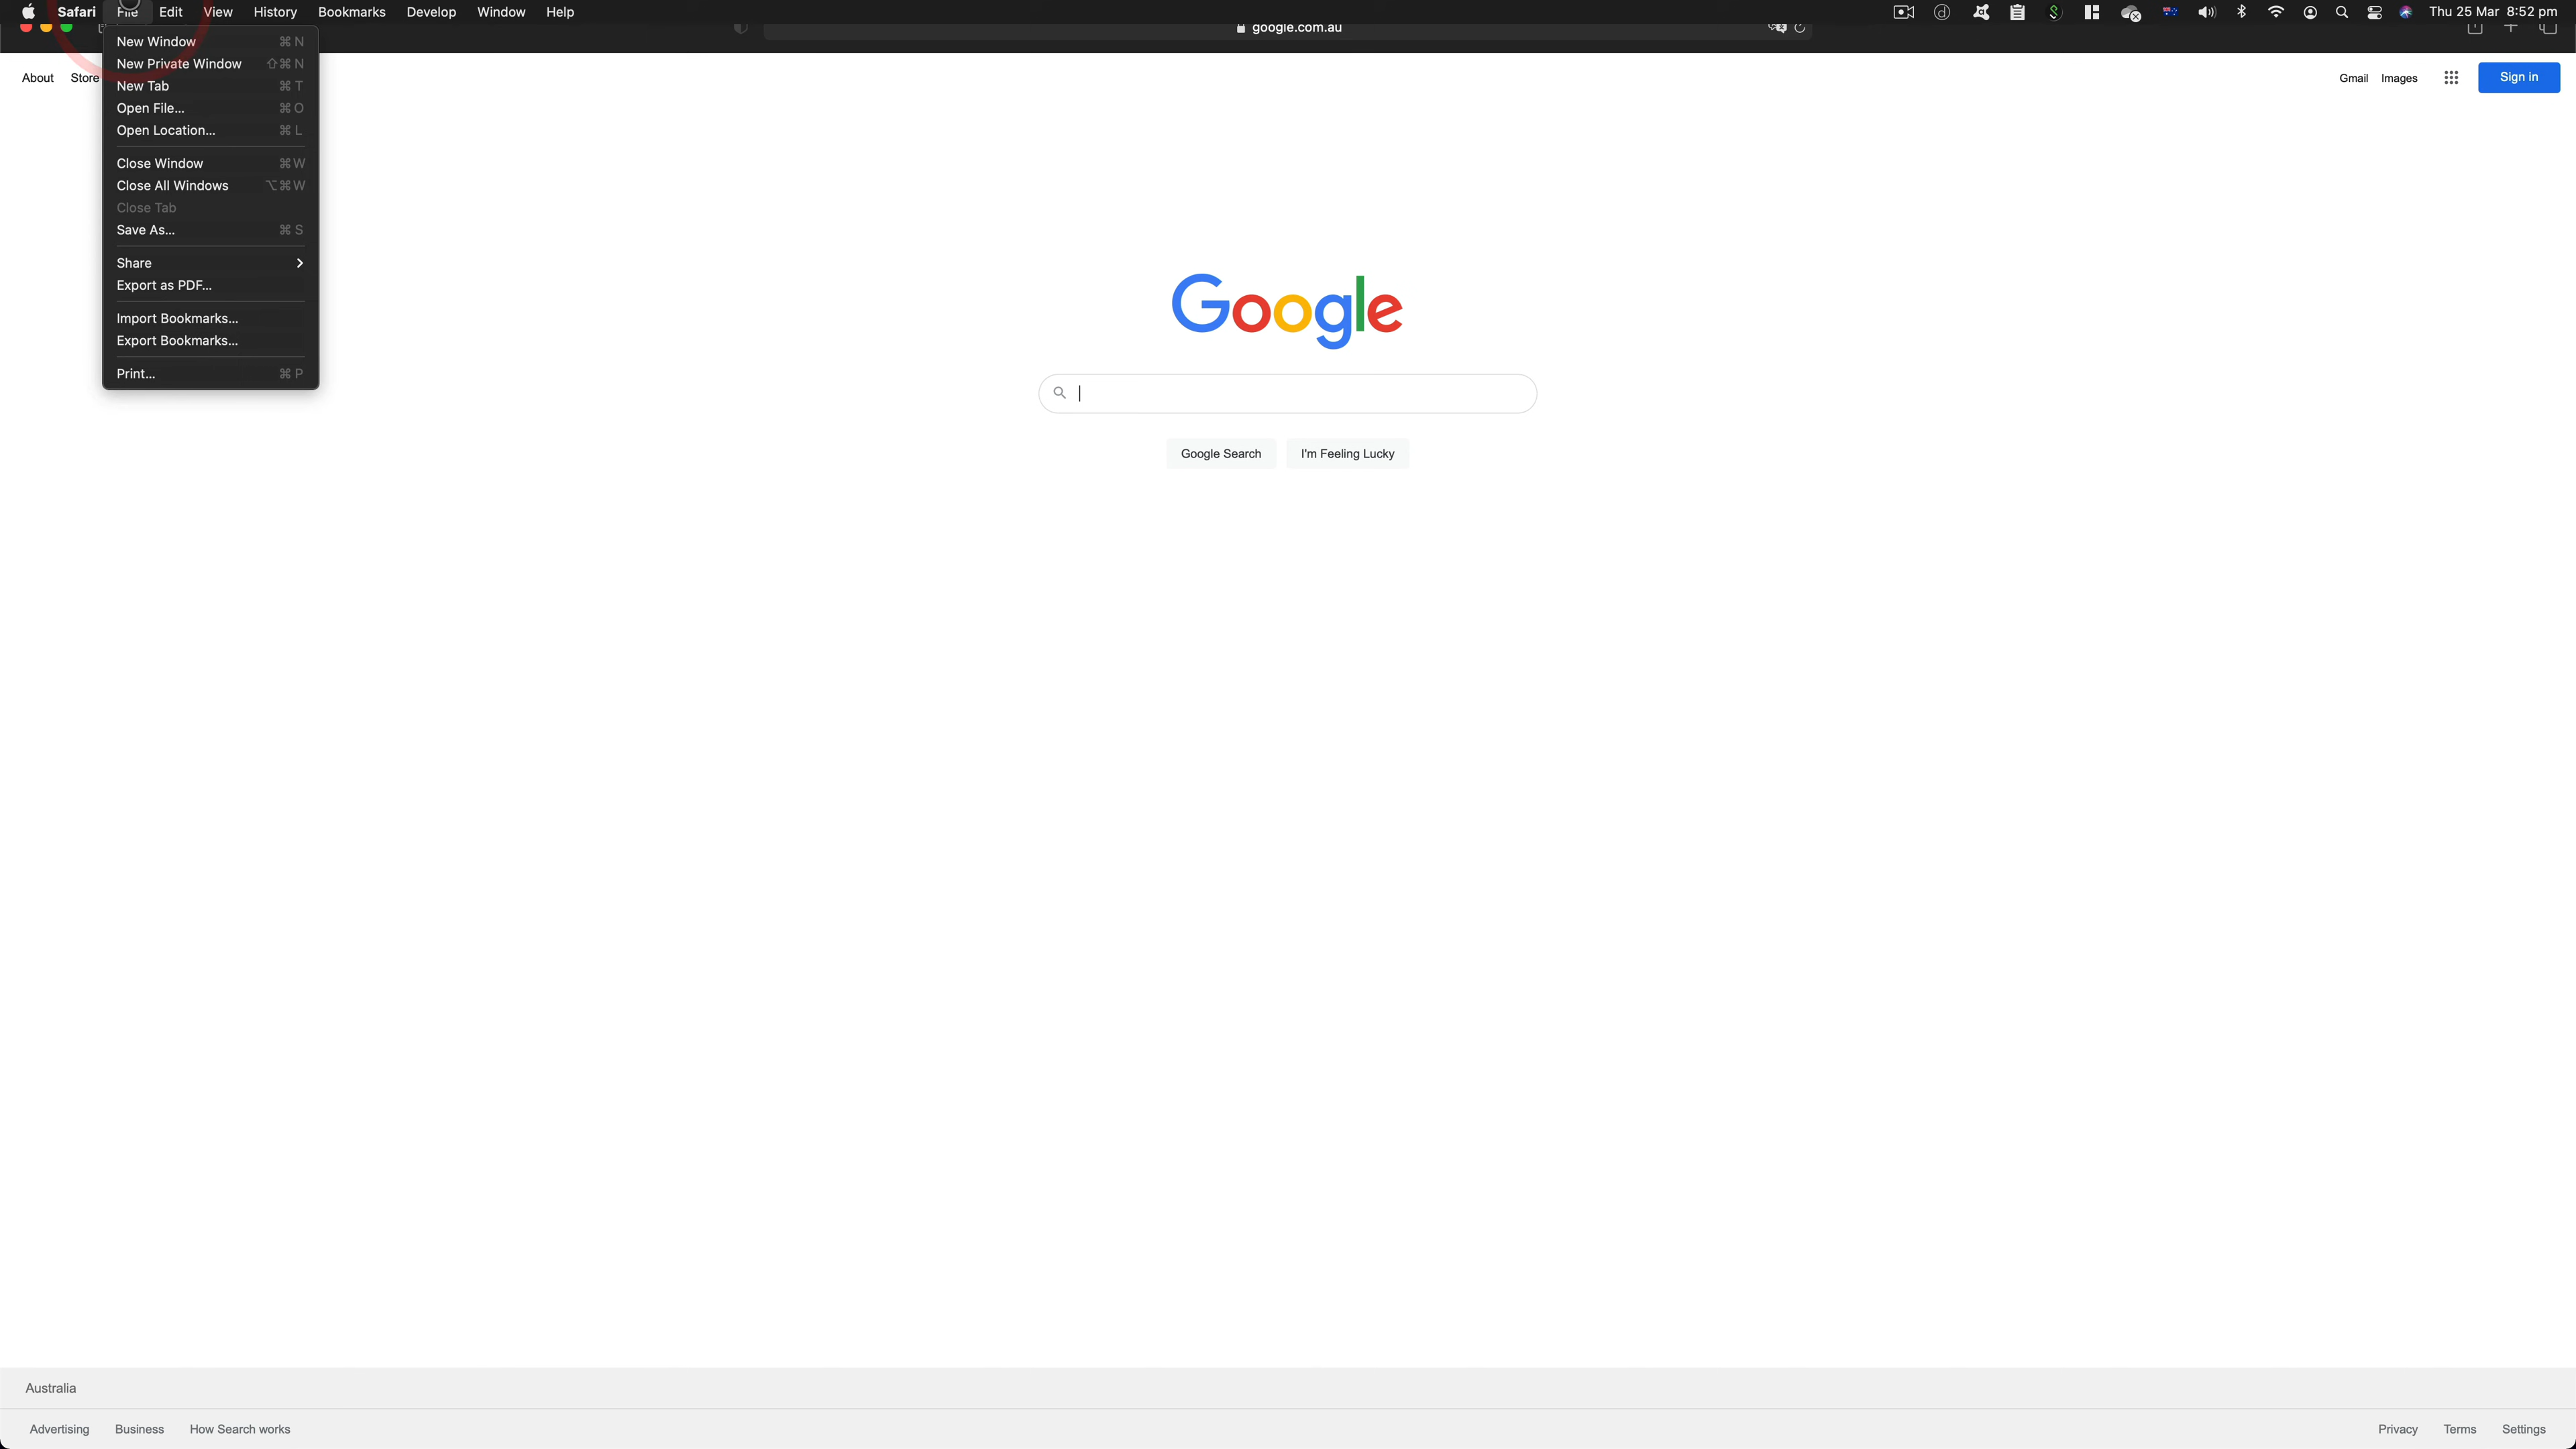 Safari File Edit View History Bookmarks Develop Window Help Thu 25 Mar 8:52 pm
google.com.au
About Store Gmail Images Sign in
New Window ⌘ N
New Private Window ⇧⌘ N
New Tab ⌘ T
Open File... ⌘ O
Open Location... ⌘ L
Close Window ⌘ W
Close All Windows ⌥⌘ W
Close Tab
Save As... ⌘ S
Share
Export as PDF...
Import Bookmarks...
Export Bookmarks...
Print... ⌘ P
Google
Google Search I'm Feeling Lucky
Australia
Advertising Business How Search works Privacy Terms Settings